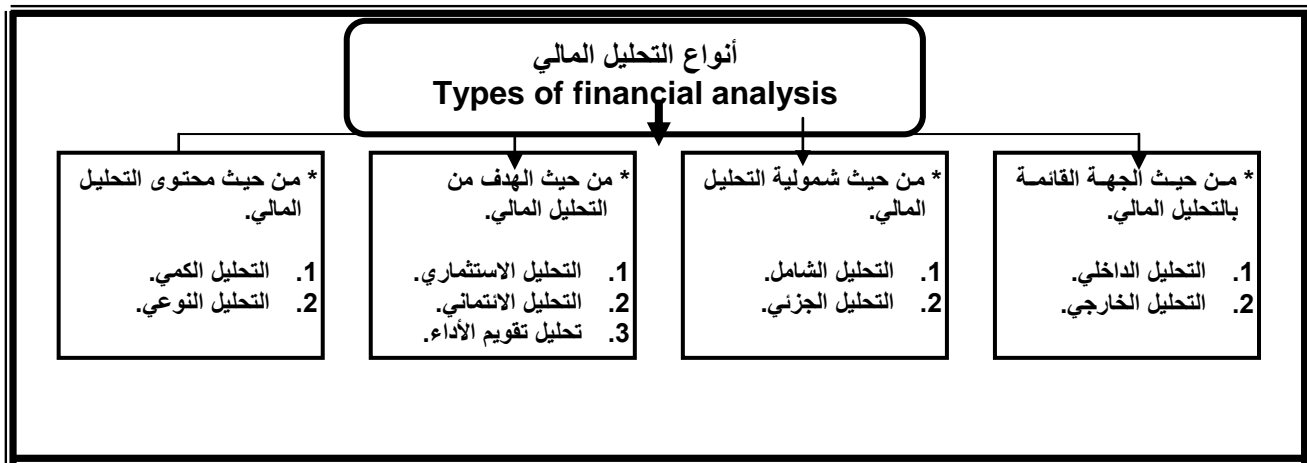 أنواع التحليل المالي
Types of financial analysis
* من حيث الجهة القائمة
بالتحليل المالي.
1. التحليل الداخلي.
2. التحليل الخارجي.
* من حيث شمولية التحليل
المالي.
1. التحليل الشامل.
2. التحليل الجزئي.
* من حيث الهدف من
التحليل المالي.
1. التحليل الاستثماري.
2. التحليل الائتماني.
3. تحليل تقويم الأداء.
* من حيث محتوى التحليل
المالي.
1. التحليل الكمي.
2. التحليل النوعي.